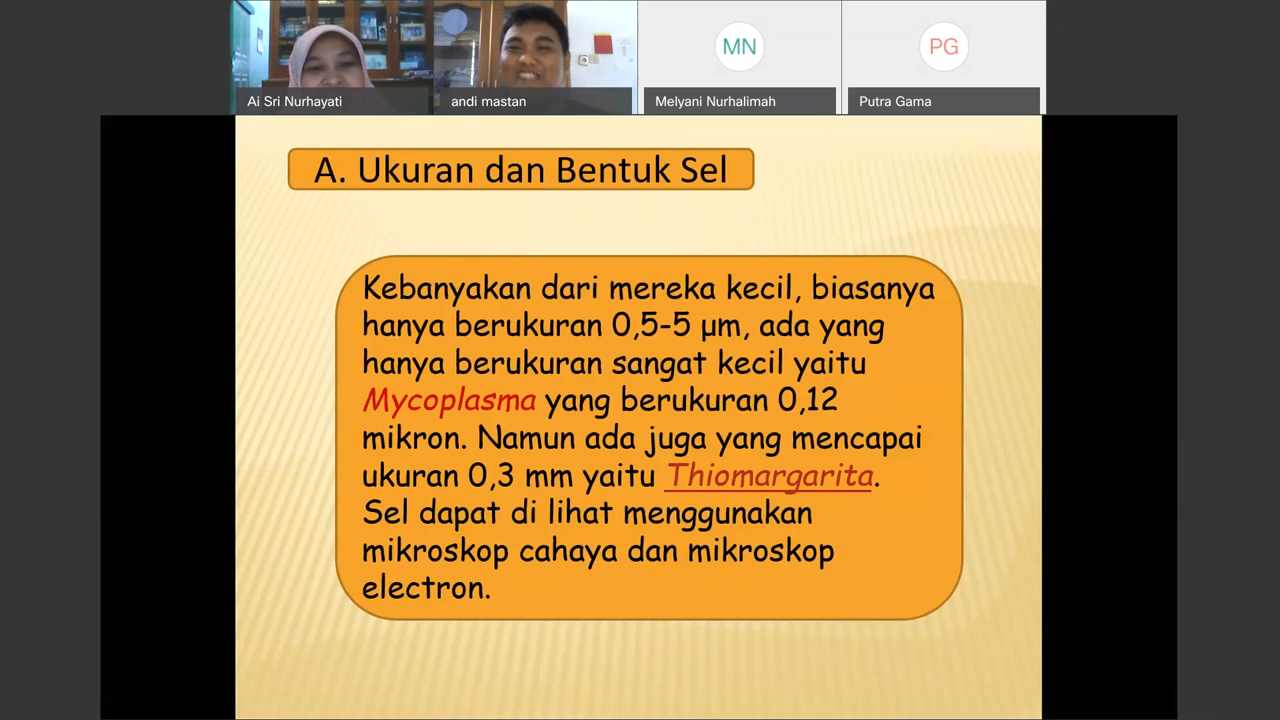 MN
PG
Ai Sri Nurhayati
andi mastan
Melyani Nurhalimah
Putra Gama
A. Ukuran dan Bentuk Sel
Kebanyakan dari mereka kecil, biasanya
hanya berukuran 0,5-5 µm, ada yang
hanya berukuran sangat kecil yaitu
Mycoplasma yang berukuran 0,12
mikron. Namun ada juga yang mencapai
ukuran 0,3 mm yaitu Thiomargarita.
Sel dapat di lihat menggunakan
mikroskop cahaya dan mikroskop
electron.